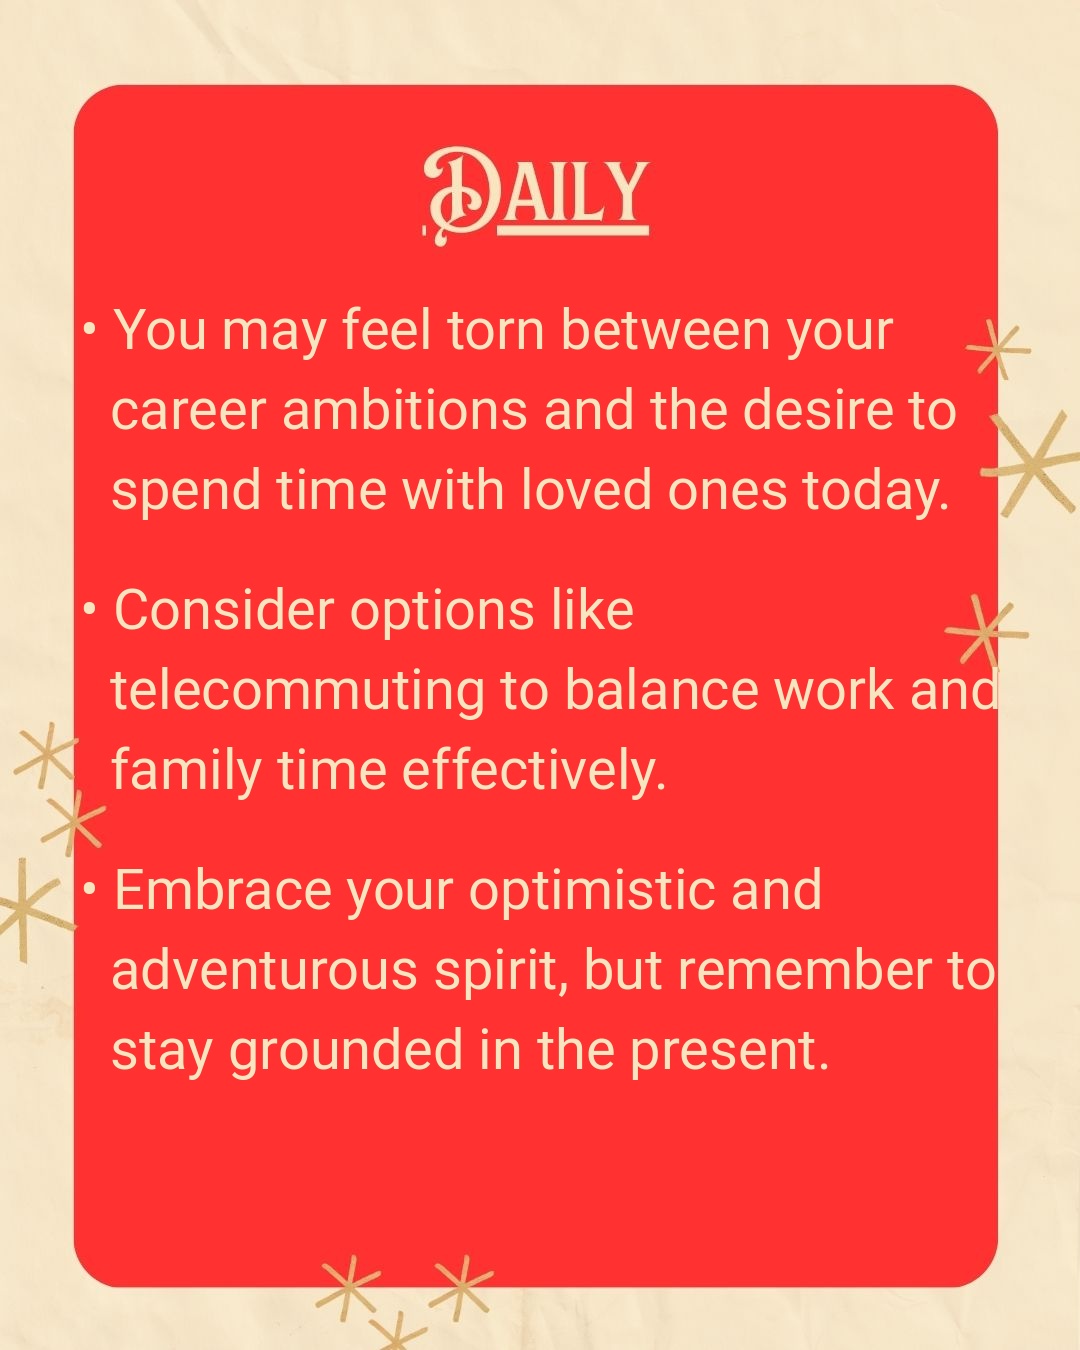 Daily
• You may feel torn between your
career ambitions and the desire to
spend time with loved ones today.
• Consider options like
telecommuting to balance work and
family time effectively.
• Embrace your optimistic and
adventurous spirit, but remember to
stay grounded in the present.